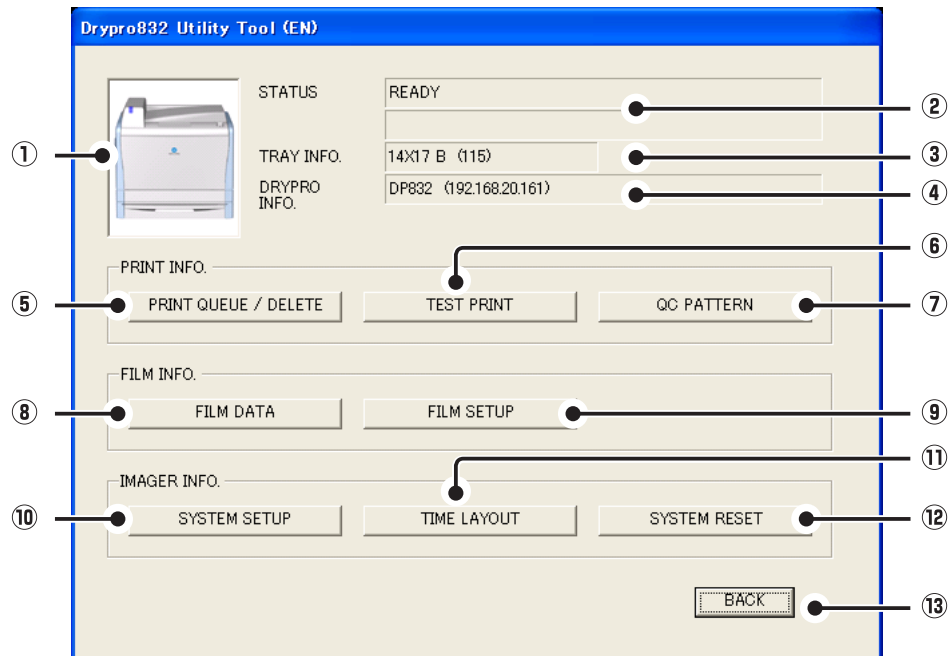 Drypro832 Utility Tool (EN)
① STATUS READY ②
TRAY INFO. 14X17 B (115) ③
DRYPRO INFO. DP832 (192.168.20.161) ④
PRINT INFO. ⑥
⑤ PRINT QUEUE / DELETE TEST PRINT QC PATTERN ⑦
FILM INFO.
⑧ FILM DATA FILM SETUP ⑨
IMAGER INFO. ⑪
⑩ SYSTEM SETUP TIME LAYOUT SYSTEM RESET ⑫
BACK ⑬